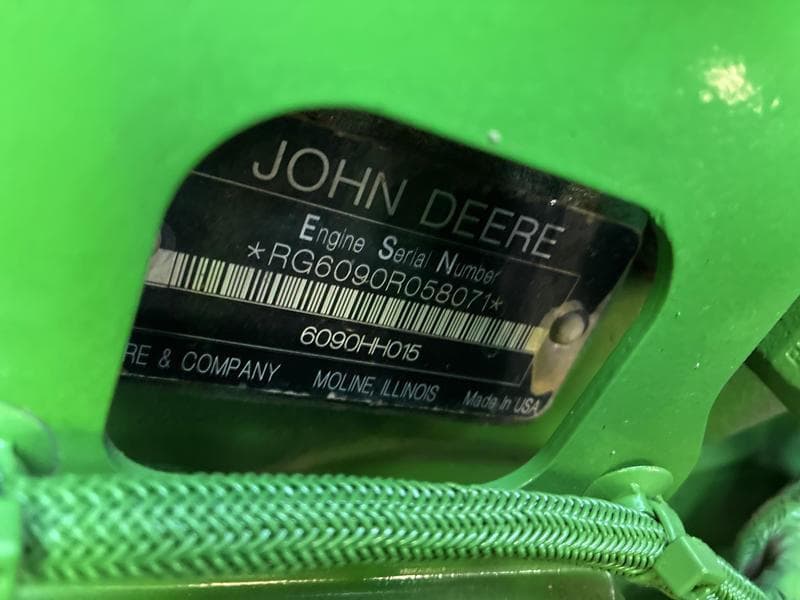 JOHN DEERE
Engine Serial Number
*RG6090R058071*
6090HH015
RE & COMPANY MOLINE, ILLINOIS Made In USA